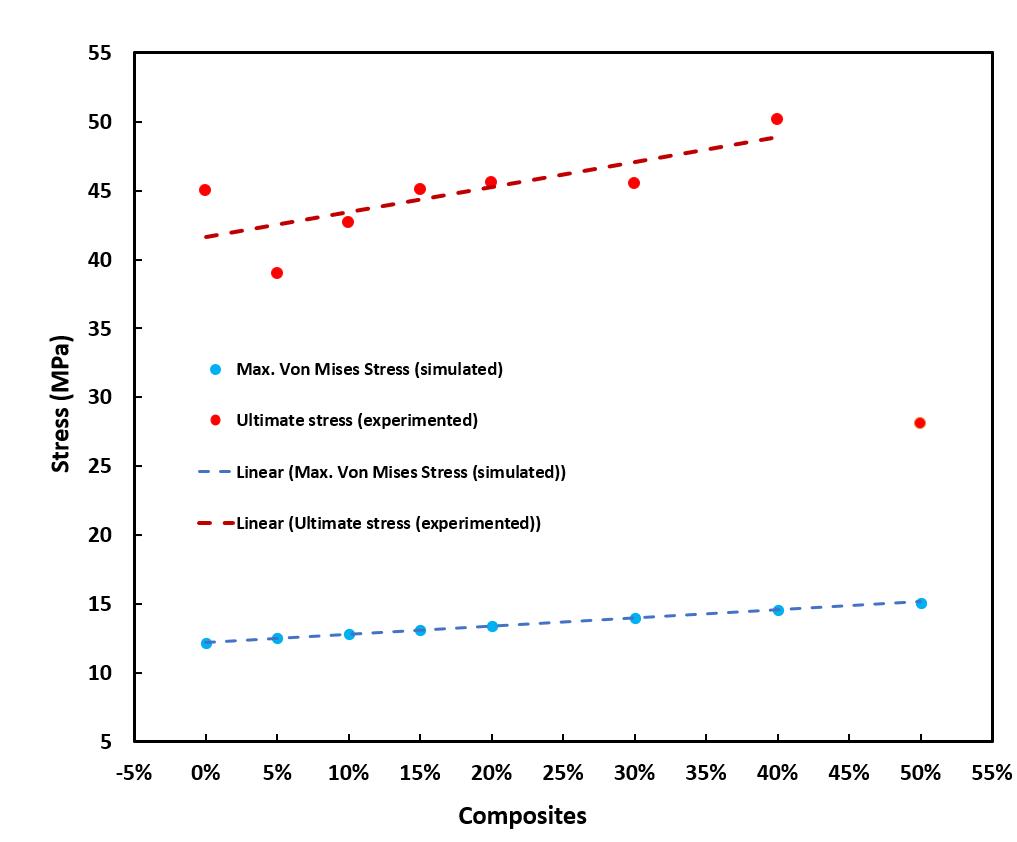 55
50
45
40
35
30
25
20
15
10
5
Stress (MPa)
Max. Von Mises Stress (simulated)
Ultimate stress (experimented)
Linear (Max. Von Mises Stress (simulated))
Linear (Ultimate stress (experimented))
-5% 0% 5% 10% 15% 20% 25% 30% 35% 40% 45% 50% 55%
Composites